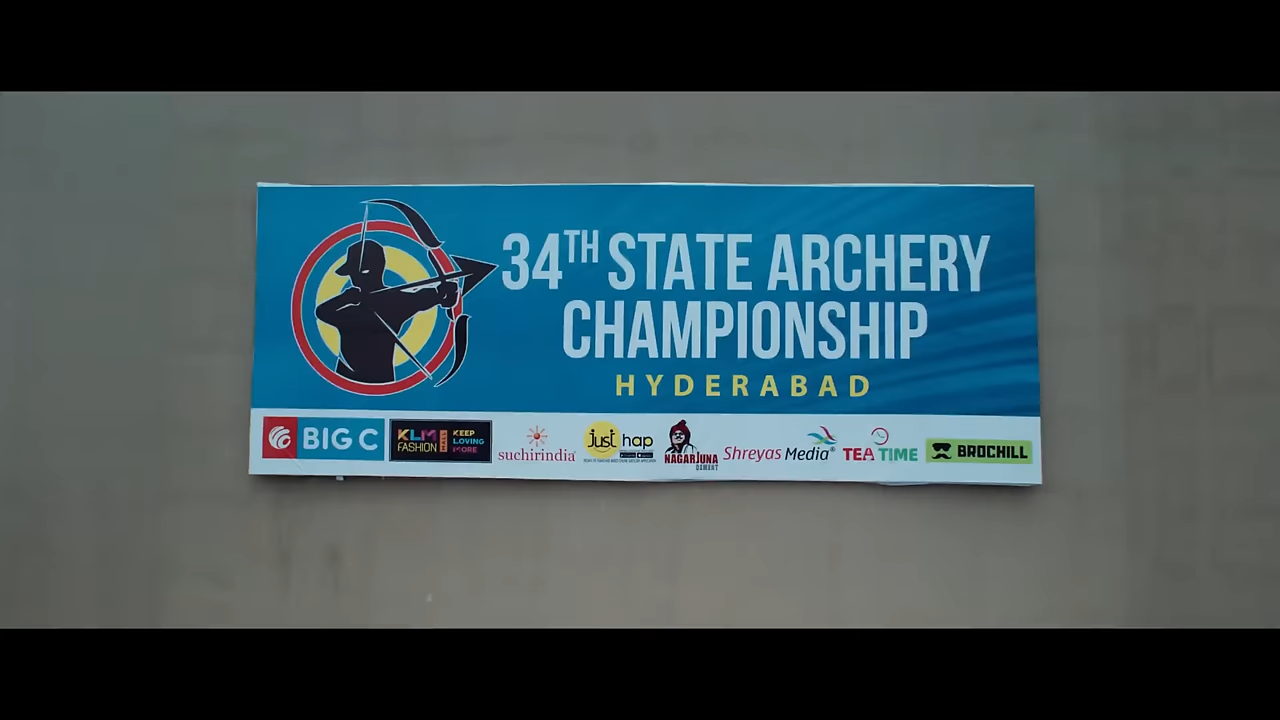 34TH STATE ARCHERY
CHAMPIONSHIP
HYDERABAD
BIG C
KLM FASHION MALL KEEP LOVING MORE
suchirindia
just hap
NAGARJUNA CEMENT
Shreyas Media®
TEA TIME
BROCHILL